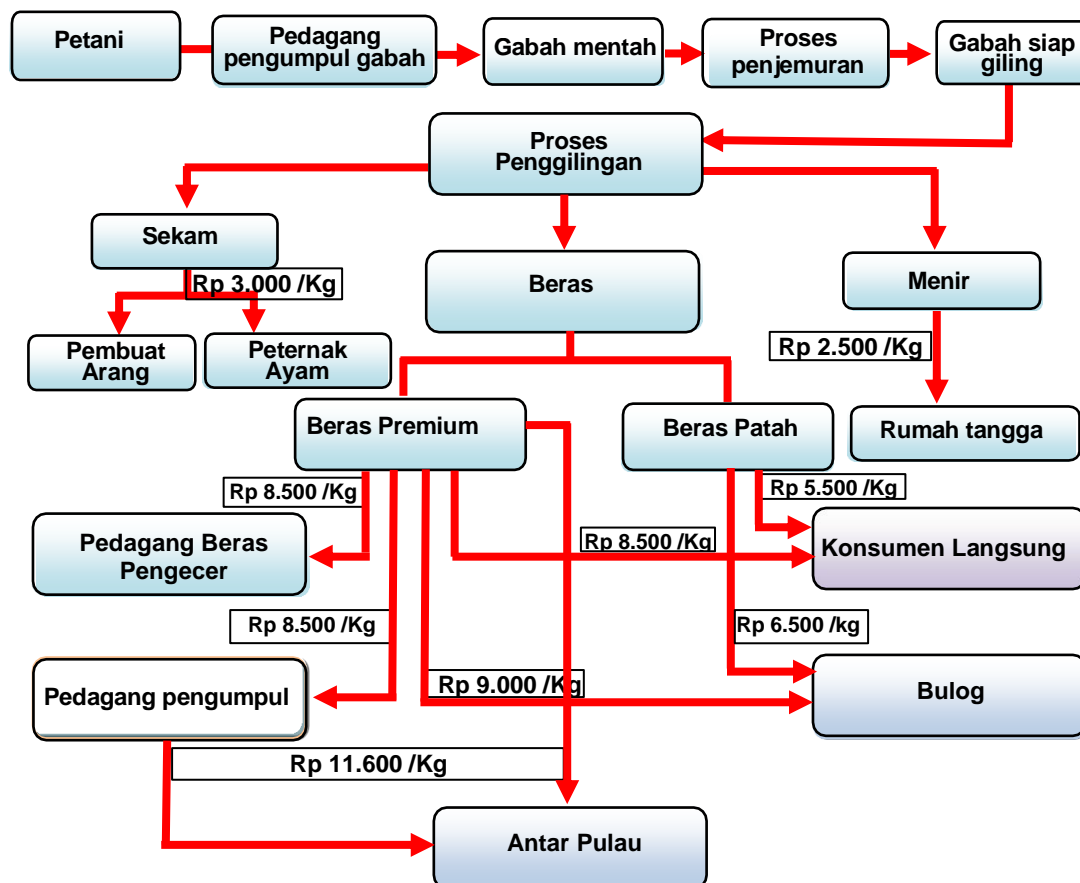 Petani
Pedagang
pengumpul gabah
Gabah mentah
Proses
penjemuran
Gabah siap
giling
Proses
Penggilingan
Sekam
Rp 3.000 /Kg
Beras
Menir
Pembuat
Arang
Peternak
Ayam
Rp 2.500 /Kg
Beras Premium
Beras Patah
Rumah tangga
Rp 8.500 /Kg
Rp 5.500 /Kg
Pedagang Beras
Pengecer
Rp 8.500 /Kg
Konsumen Langsung
Rp 8.500 /Kg
Rp 6.500 /kg
Pedagang pengumpul
Rp 9.000 /Kg
Bulog
Rp 11.600 /Kg
Antar Pulau